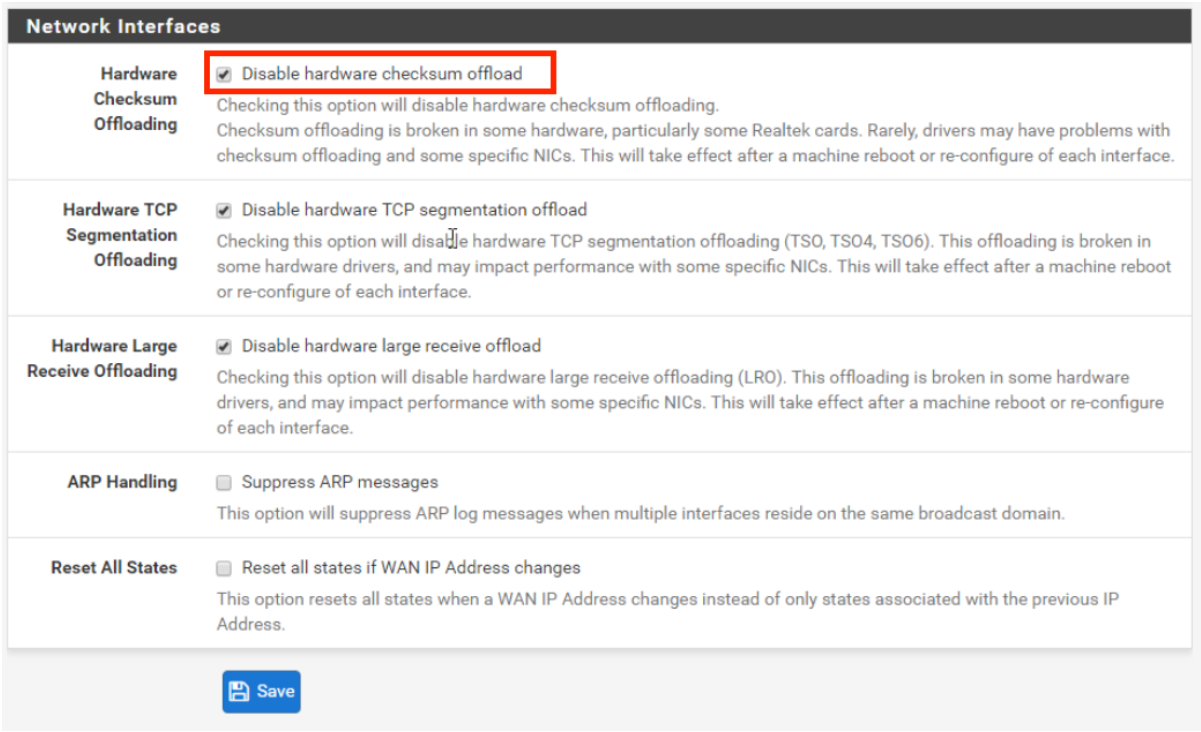 Network Interfaces
Hardware Checksum Offloading
Disable hardware checksum offload
Checking this option will disable hardware checksum offloading.
Checksum offloading is broken in some hardware, particularly some Realtek cards. Rarely, drivers may have problems with
checksum offloading and some specific NICs. This will take effect after a machine reboot or re-configure of each interface.
Hardware TCP Segmentation Offloading
Disable hardware TCP segmentation offload
Checking this option will disable hardware TCP segmentation offloading (TSO, TSO4, TSO6). This offloading is broken in
some hardware drivers, and may impact performance with some specific NICs. This will take effect after a machine reboot
or re-configure of each interface.
Hardware Large Receive Offloading
Disable hardware large receive offload
Checking this option will disable hardware large receive offloading (LRO). This offloading is broken in some hardware
drivers, and may impact performance with some specific NICs. This will take effect after a machine reboot or re-configure
of each interface.
ARP Handling
Suppress ARP messages
This option will suppress ARP log messages when multiple interfaces reside on the same broadcast domain.
Reset All States
Reset all states if WAN IP Address changes
This option resets all states when a WAN IP Address changes instead of only states associated with the previous IP
Address.
Save